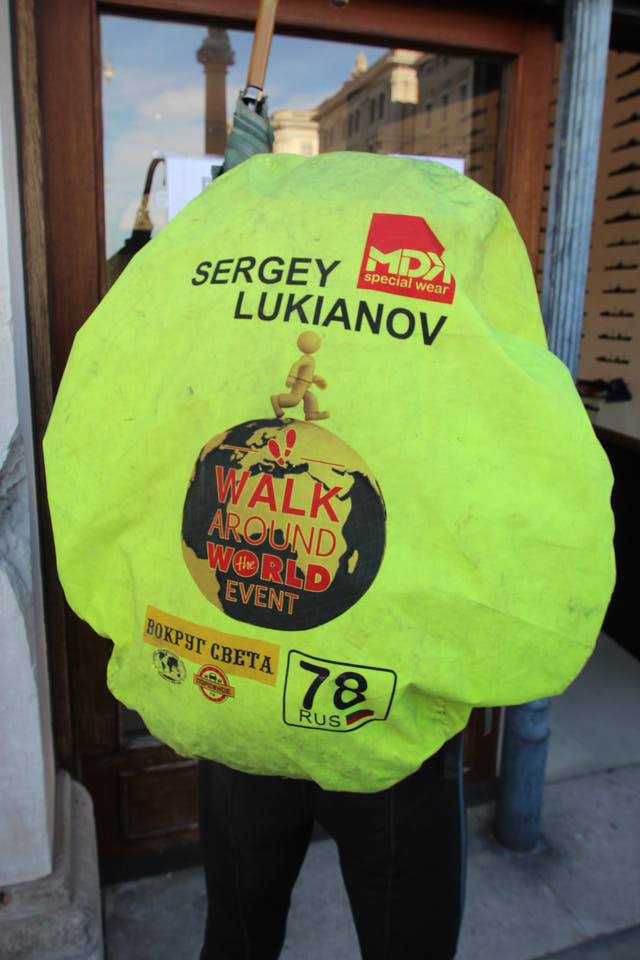 SERGEY
LUKIANOV
MDK
special wear
WALK
AROUND
the
WORLD
EVENT
ВОКРУГ СВЕТА
78
RUS